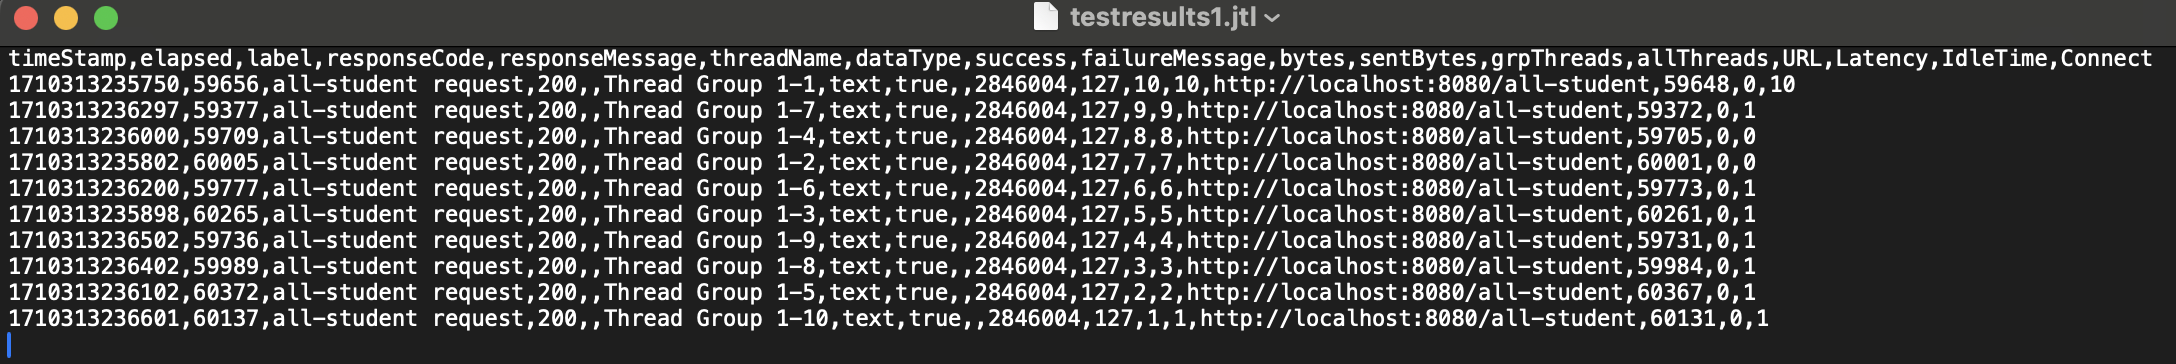 testresults1.jtl
timeStamp,elapsed,label,responseCode,responseMessage,threadName,dataType,success,failureMessage,bytes,sentBytes,grpThreads,allThreads,URL,Latency,IdleTime,Connect
1710313235750,59656,all-student request,200,,Thread Group 1-1,text,true,,2846004,127,10,10,http://localhost:8080/all-student,59648,0,10
1710313236297,59377,all-student request,200,,Thread Group 1-7,text,true,,2846004,127,9,9,http://localhost:8080/all-student,59372,0,1
1710313236000,59709,all-student request,200,,Thread Group 1-4,text,true,,2846004,127,8,8,http://localhost:8080/all-student,59705,0,0
1710313235802,60005,all-student request,200,,Thread Group 1-2,text,true,,2846004,127,7,7,http://localhost:8080/all-student,60001,0,0
1710313236200,59777,all-student request,200,,Thread Group 1-6,text,true,,2846004,127,6,6,http://localhost:8080/all-student,59773,0,1
1710313235898,60265,all-student request,200,,Thread Group 1-3,text,true,,2846004,127,5,5,http://localhost:8080/all-student,60261,0,1
1710313236502,59736,all-student request,200,,Thread Group 1-9,text,true,,2846004,127,4,4,http://localhost:8080/all-student,59731,0,1
1710313236402,59989,all-student request,200,,Thread Group 1-8,text,true,,2846004,127,3,3,http://localhost:8080/all-student,59984,0,1
1710313236102,60372,all-student request,200,,Thread Group 1-5,text,true,,2846004,127,2,2,http://localhost:8080/all-student,60367,0,1
1710313236601,60137,all-student request,200,,Thread Group 1-10,text,true,,2846004,127,1,1,http://localhost:8080/all-student,60131,0,1